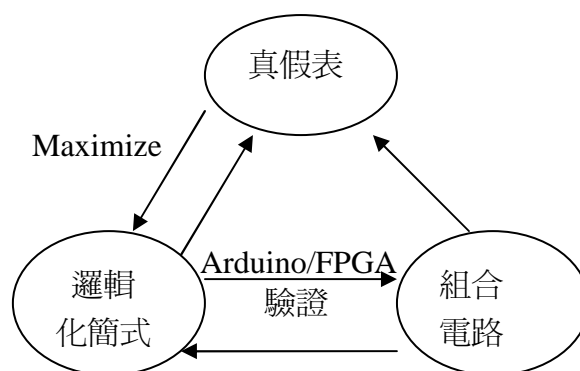 真假表
Maximize
邏輯
化簡式
Arduino/FPGA
驗證
組合
電路